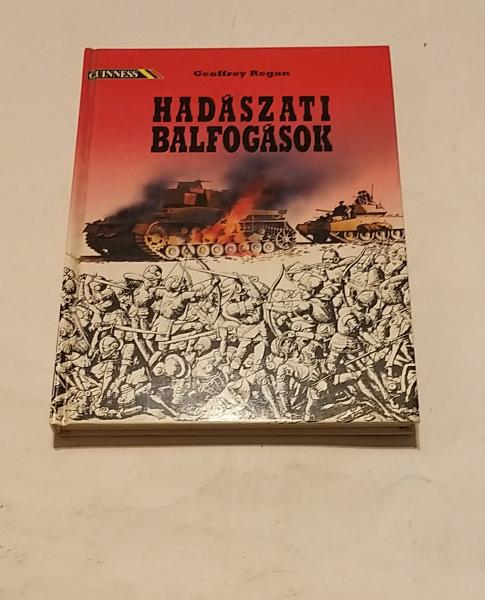 GUINNESS
Geoffrey Regan
HADÁSZATI
BALFOGÁSOK